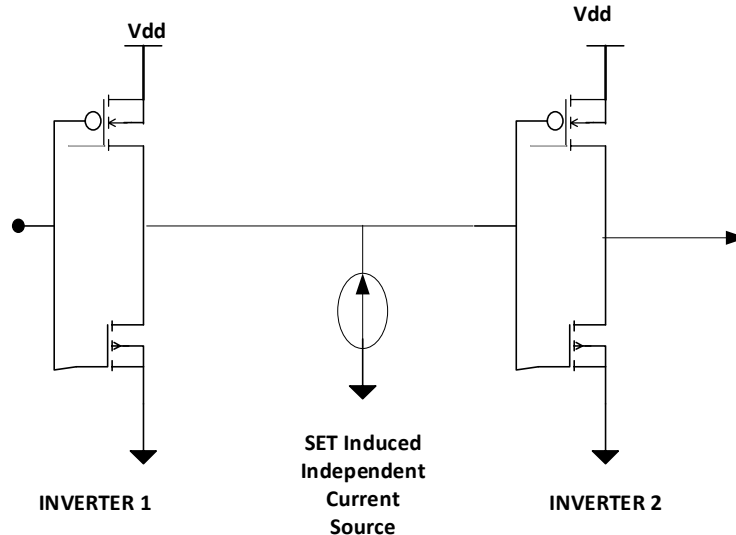 Vdd
Vdd
SET Induced
Independent
Current
Source
INVERTER 1
INVERTER 2